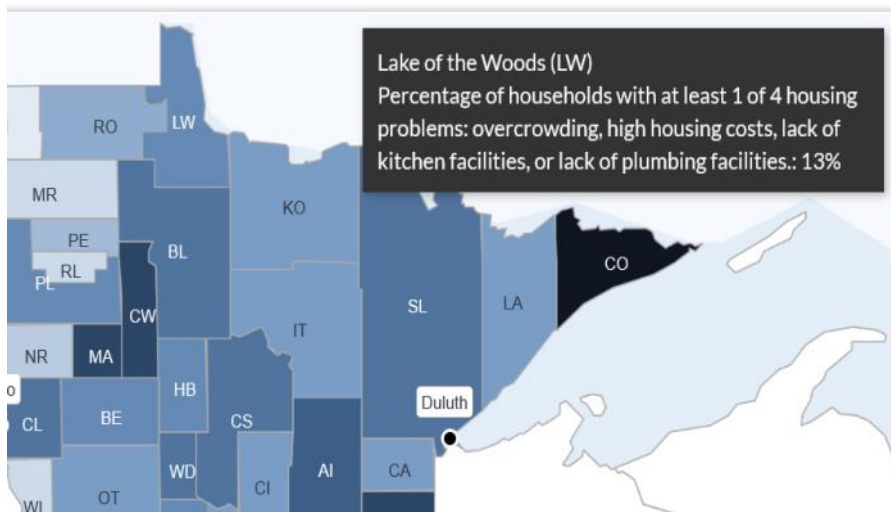 Lake of the Woods (LW)
Percentage of households with at least 1 of 4 housing
problems: overcrowding, high housing costs, lack of
kitchen facilities, or lack of plumbing facilities.: 13%
RO
LW
MR
KO
PE
BL
RL
PL
CO
CW
SL
LA
IT
NR
MA
HB
o
Duluth
CL
BE
CS
WD
AI
CA
CI
OT
WI